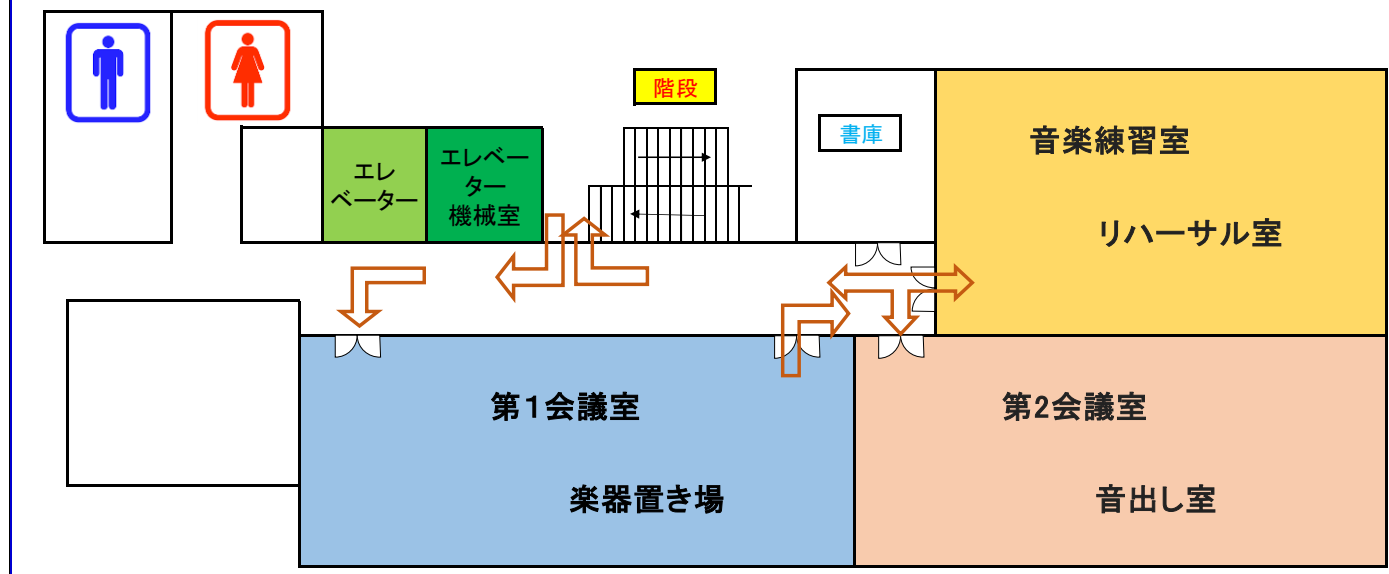 階段
書庫
音楽練習室
リハーサル室
エレ
ベーター
エレベー
ター
機械室
第１会議室
楽器置き場
第2会議室
音出し室